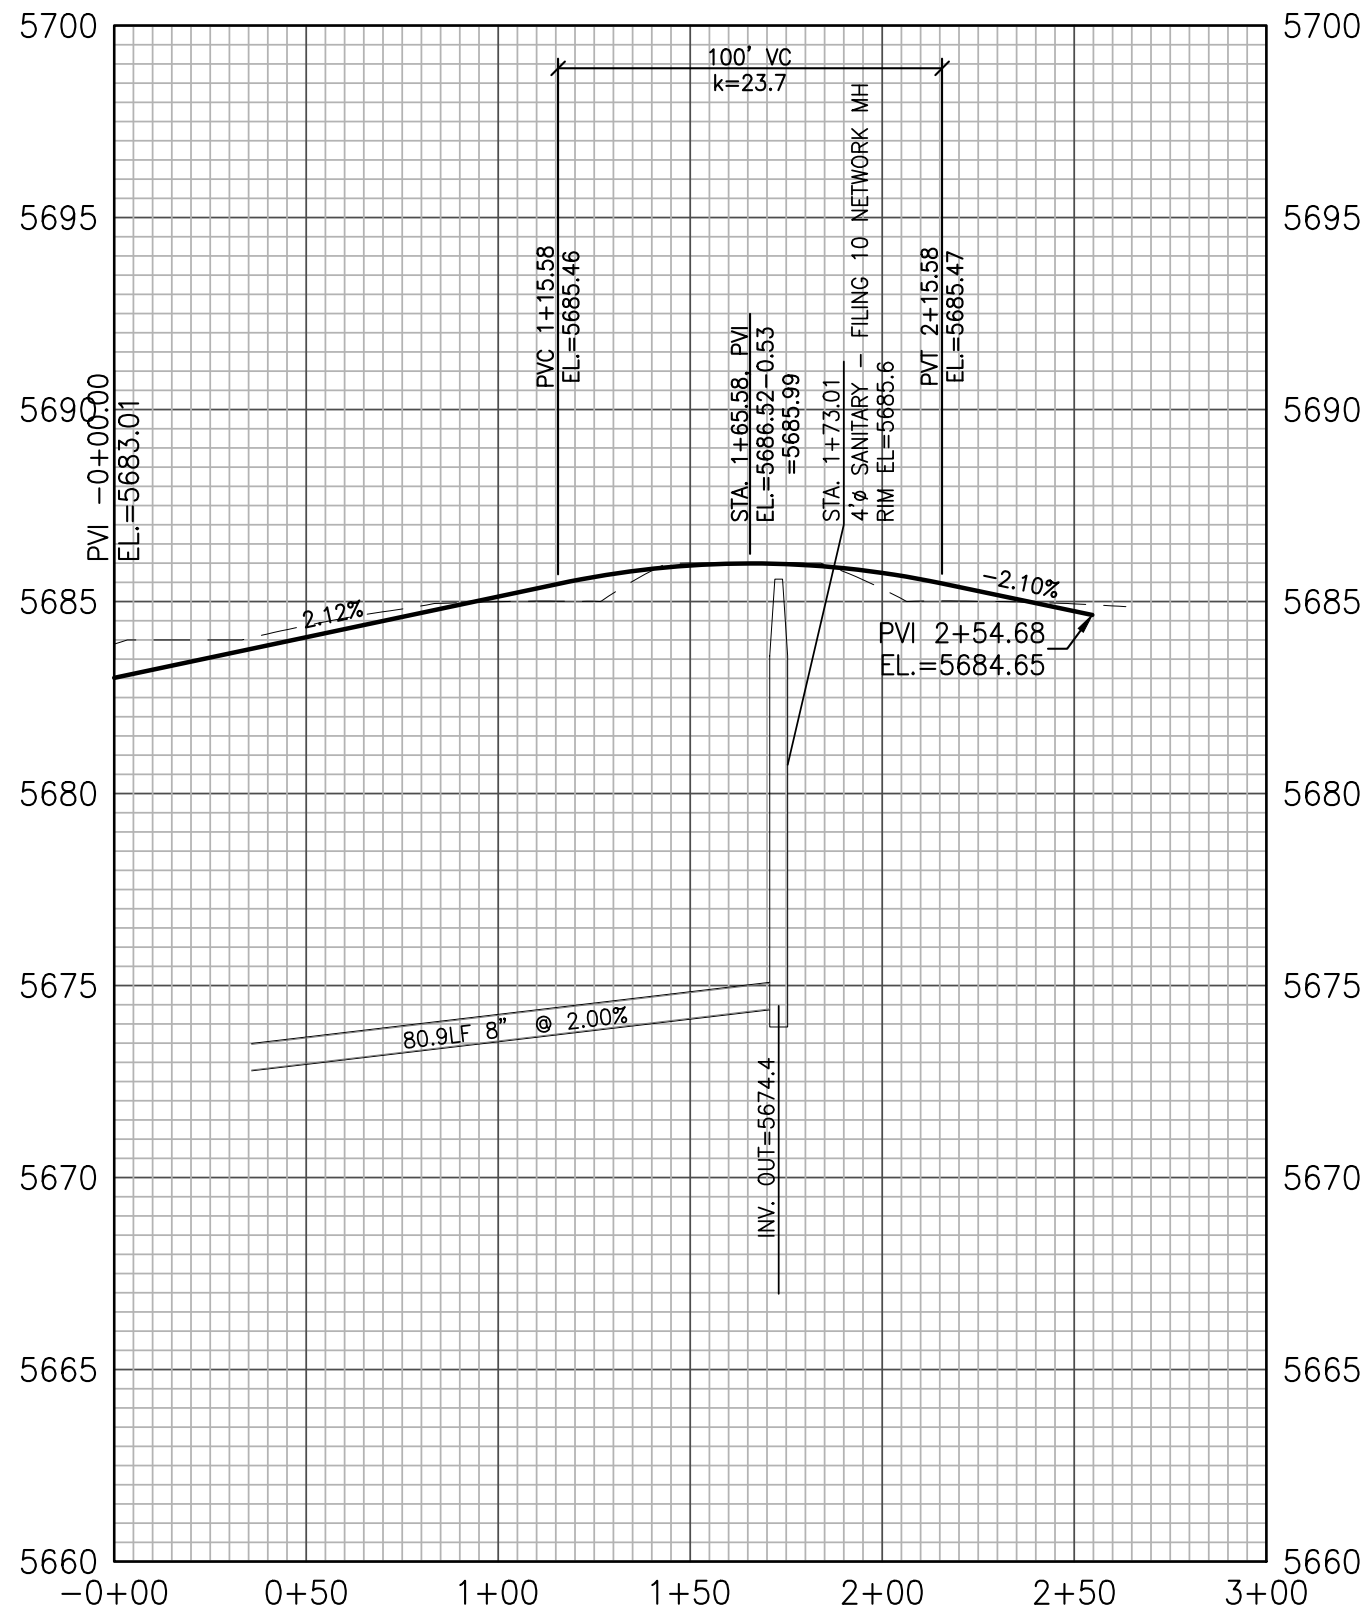 5700
5700
100' VC
k=23.7
5695
5695
PVC 1+15.58
EL.=5685.46
STA. 1+65.58, PVI
EL.=5686.52-0.53
=5685.99
STA. 1+73.01
4'ø SANITARY - FILING 10 NETWORK MH
RIM EL=5685.6
PVT 2+15.58
EL.=5685.47
5690
5690
PVI -0+00.00
EL.=5683.01
5685
5685
2.12%
-2.10%
PVI 2+54.68
EL.=5684.65
5680
5680
5675
5675
80.9LF 8" @ 2.00%
INV. OUT=5674.4
5670
5670
5665
5665
5660
5660
-0+00 0+50 1+00 1+50 2+00 2+50 3+00